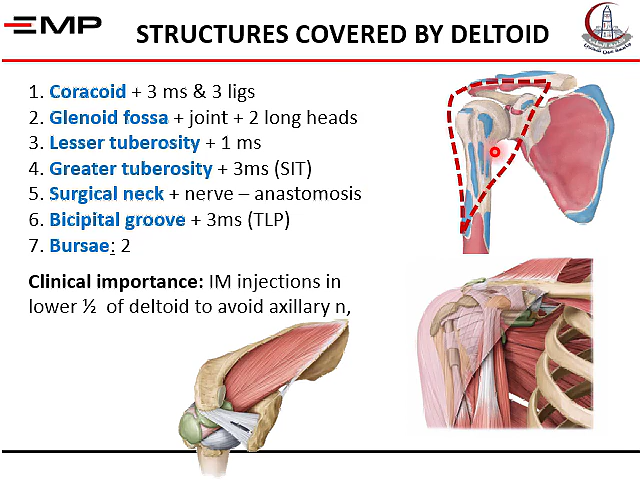 EMP
STRUCTURES COVERED BY DELTOID
1. Coracoid + 3 ms & 3 ligs
2. Glenoid fossa + joint + 2 long heads
3. Lesser tuberosity + 1 ms
4. Greater tuberosity + 3ms (SIT)
5. Surgical neck + nerve – anastomosis
6. Bicipital groove + 3ms (TLP)
7. Bursae: 2
Clinical importance: IM injections in
lower ½ of deltoid to avoid axillary n,